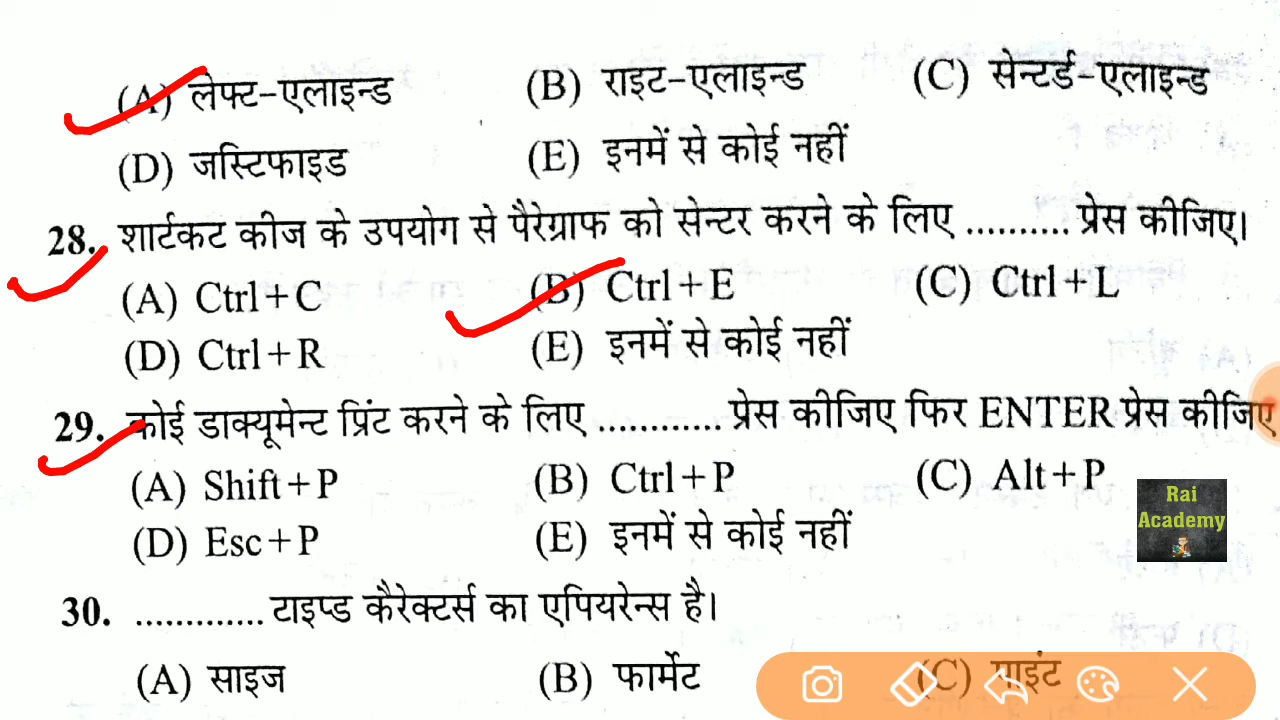 (A) लेफ्ट-एलाइन्ड (B) राइट-एलाइन्ड (C) सेन्टर्ड-एलाइन्ड
(D) जस्टिफाइड (E) इनमें से कोई नहीं
28. शार्टकट कीज के उपयोग से पैरेग्राफ को सेन्टर करने के लिए .......... प्रेस कीजिए।
(A) Ctrl+C (B) Ctrl+E (C) Ctrl+L
(D) Ctrl+R (E) इनमें से कोई नहीं
29. कोई डाक्यूमेन्ट प्रिंट करने के लिए ............ प्रेस कीजिए फिर ENTER प्रेस कीजिए
(A) Shift+P (B) Ctrl+P (C) Alt+P
(D) Esc+P (E) इनमें से कोई नहीं
Rai
Academy
30. ............. टाइप्ड कैरेक्टर्स का एपियरेन्स है।
(A) साइज (B) फार्मेट (C) पाइंट